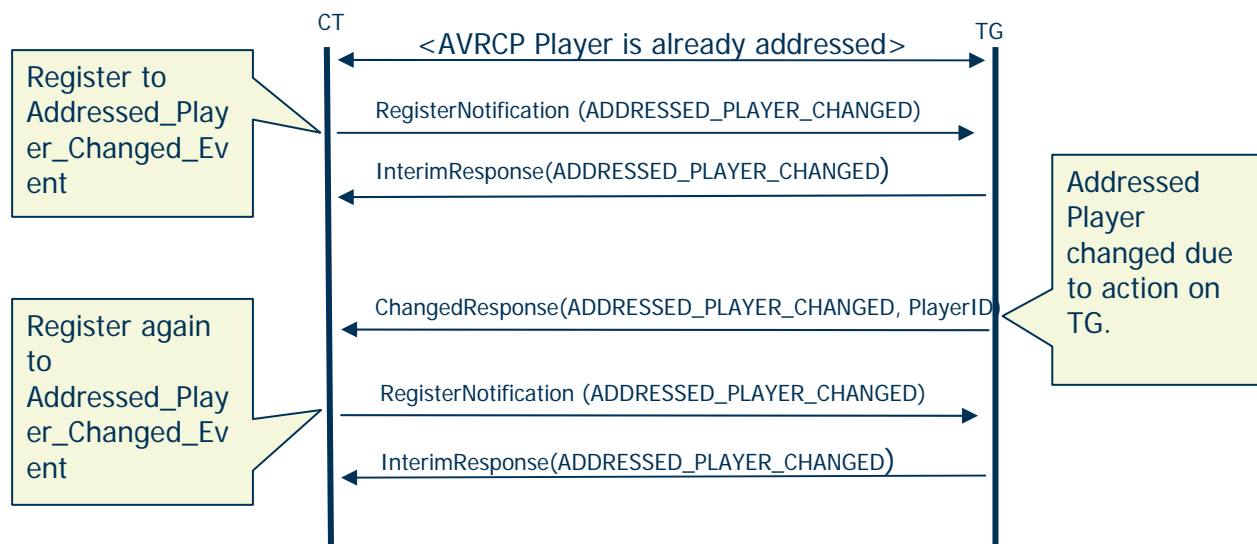 CT
TG
<AVRCP Player is already addressed>
Register to
Addressed_Play
er_Changed_Ev
ent
RegisterNotification (ADDRESSED_PLAYER_CHANGED)
InterimResponse(ADDRESSED_PLAYER_CHANGED)
Addressed
Player
changed due
to action on
TG.
ChangedResponse(ADDRESSED_PLAYER_CHANGED, PlayerID)
Register again
to
Addressed_Play
er_Changed_Ev
ent
RegisterNotification (ADDRESSED_PLAYER_CHANGED)
InterimResponse(ADDRESSED_PLAYER_CHANGED)